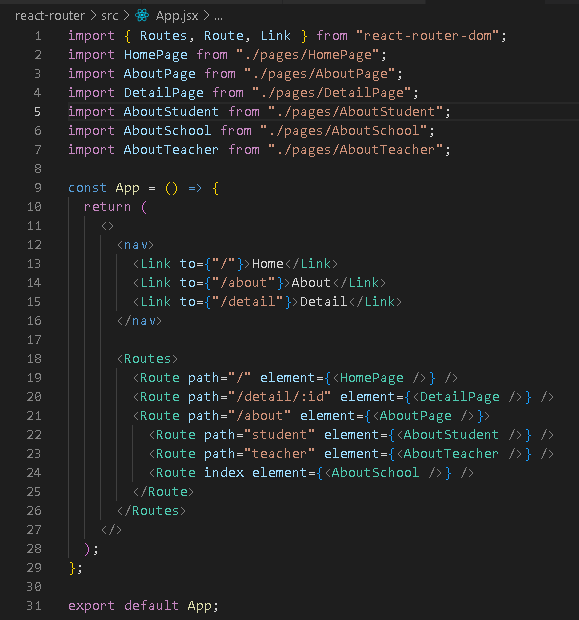 react-router > src > App.jsx > ...
1 import { Routes, Route, Link } from "react-router-dom";
2 import HomePage from "./pages/HomePage";
3 import AboutPage from "./pages/AboutPage";
4 import DetailPage from "./pages/DetailPage";
5 import AboutStudent from "./pages/AboutStudent";
6 import AboutSchool from "./pages/AboutSchool";
7 import AboutTeacher from "./pages/AboutTeacher";
8
9 const App = () => {
10   return (
11     <>
12       <nav>
13         <Link to={"/"}>Home</Link>
14         <Link to={"/about"}>About</Link>
15         <Link to={"/detail"}>Detail</Link>
16       </nav>
17
18       <Routes>
19         <Route path="/" element={<HomePage />} />
20         <Route path="/detail/:id" element={<DetailPage />} />
21         <Route path="/about" element={<AboutPage />}>
22           <Route path="student" element={<AboutStudent />} />
23           <Route path="teacher" element={<AboutTeacher />} />
24           <Route index element={<AboutSchool />} />
25         </Route>
26       </Routes>
27     </>
28   );
29 };
30
31 export default App;